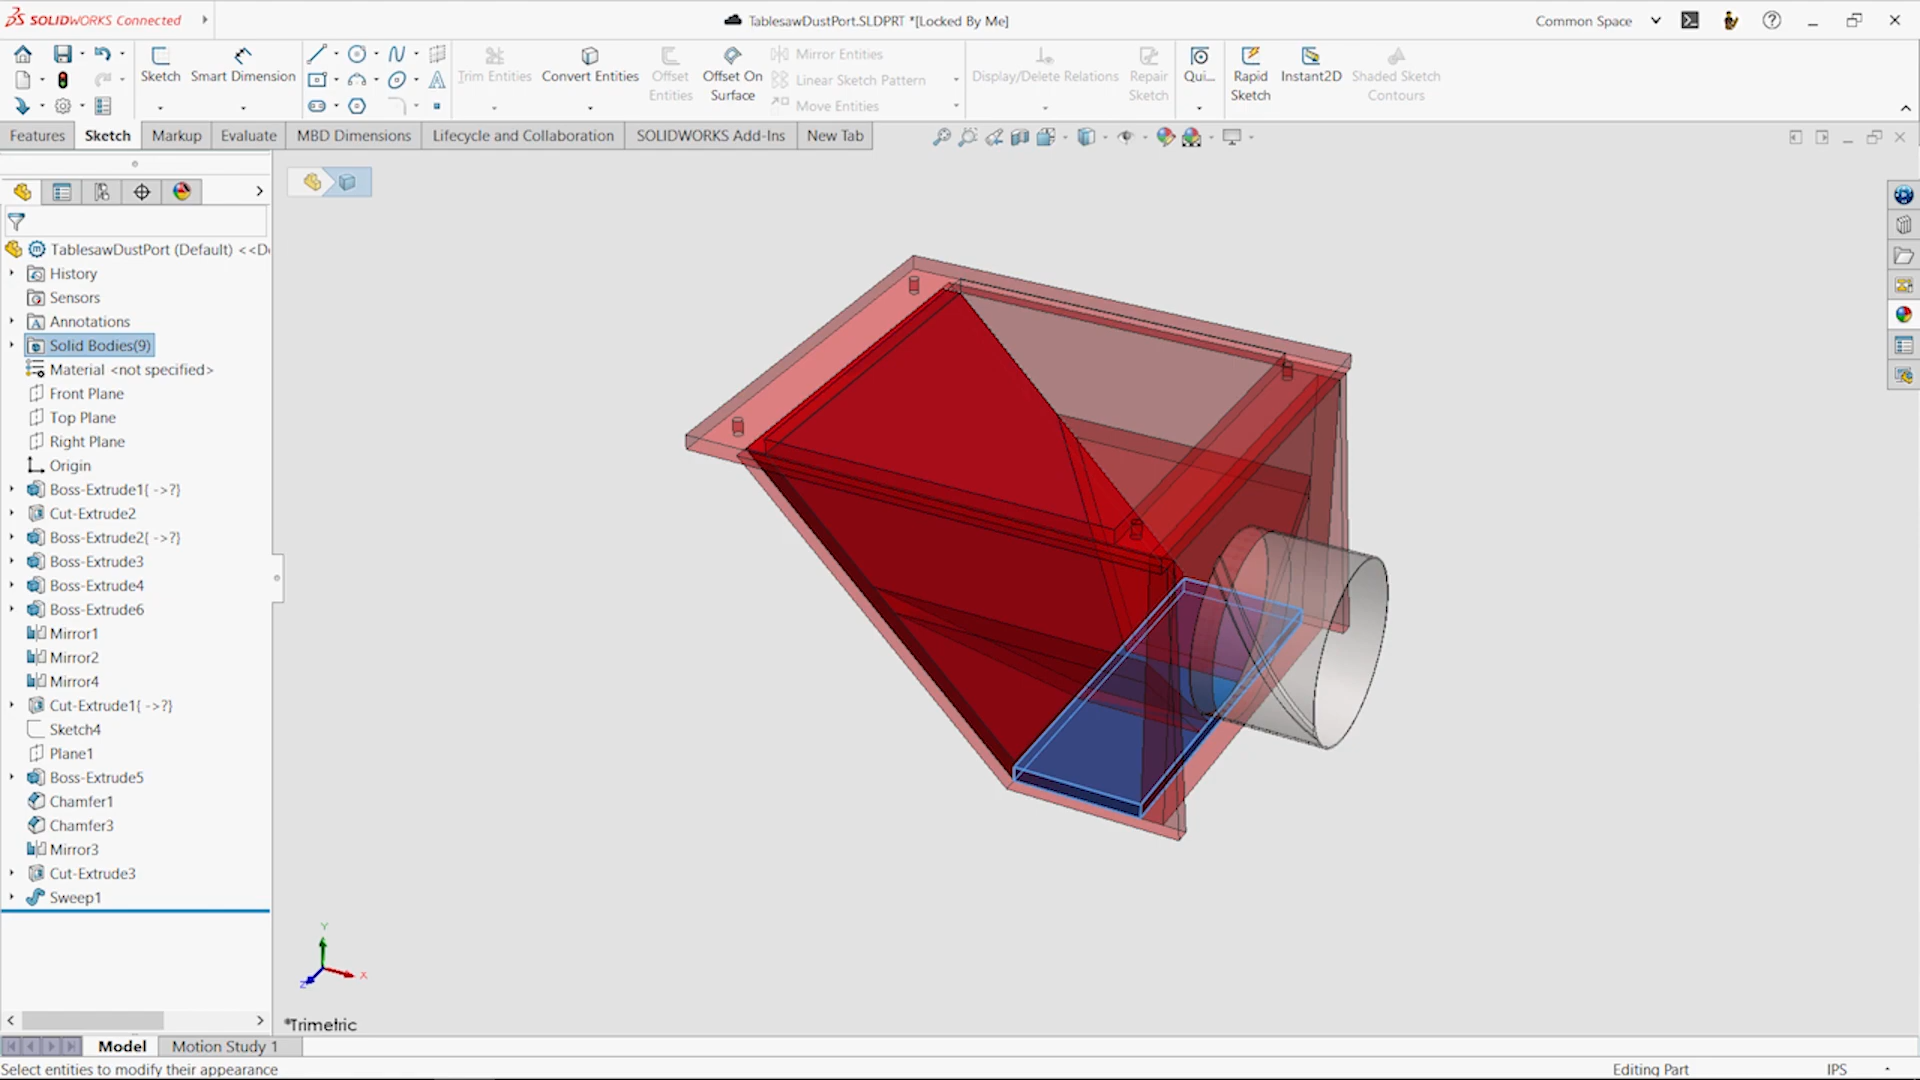 SOLIDWORKS Connected
TablesawDustPort.SLDPRT *[Locked By Me]
Common Space
Sketch
Smart Dimension
Trim Entities
Convert Entities
Offset
Entities
Offset On
Surface
Mirror Entities
Linear Sketch Pattern
Move Entities
Display/Delete Relations
Repair
Sketch
Qui...
Rapid
Sketch
Instant2D
Shaded Sketch
Contours
Features
Sketch
Markup
Evaluate
MBD Dimensions
Lifecycle and Collaboration
SOLIDWORKS Add-Ins
New Tab
TablesawDustPort (Default) <<D
History
Sensors
Annotations
Solid Bodies(9)
Material <not specified>
Front Plane
Top Plane
Right Plane
Origin
Boss-Extrude1{ ->?}
Cut-Extrude2
Boss-Extrude2{ ->?}
Boss-Extrude3
Boss-Extrude4
Boss-Extrude6
Mirror1
Mirror2
Mirror4
Cut-Extrude1{ ->?}
Sketch4
Plane1
Boss-Extrude5
Chamfer1
Chamfer3
Mirror3
Cut-Extrude3
Sweep1
Y
X
Z
*Trimetric
Model
Motion Study 1
Select entities to modify their appearance
Editing Part
IPS